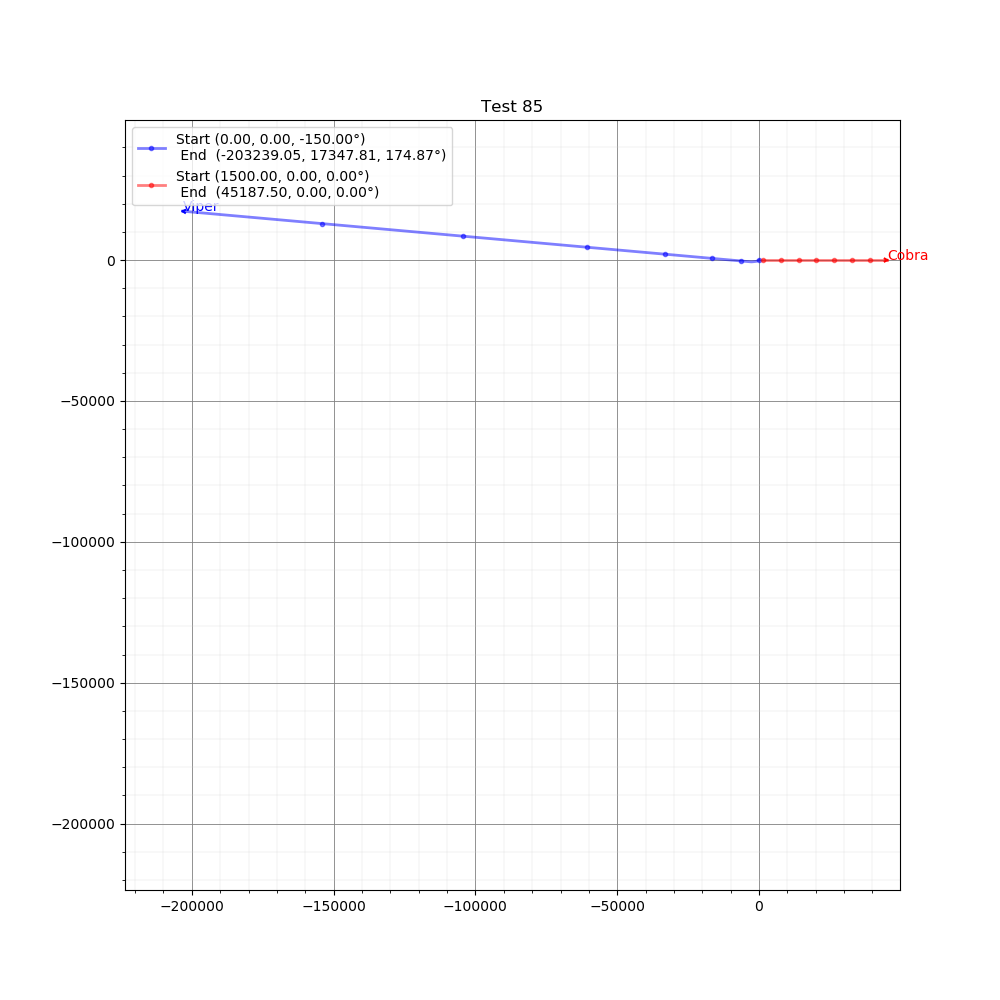 Test 85
Start (0.00, 0.00, -150.00°)
End  (-203239.05, 17347.81, 174.87°)
Start (1500.00, 0.00, 0.00°)
End  (45187.50, 0.00, 0.00°)
Viper
Cobra
0
−50000
−100000
−150000
−200000
−200000
−150000
−100000
−50000
0